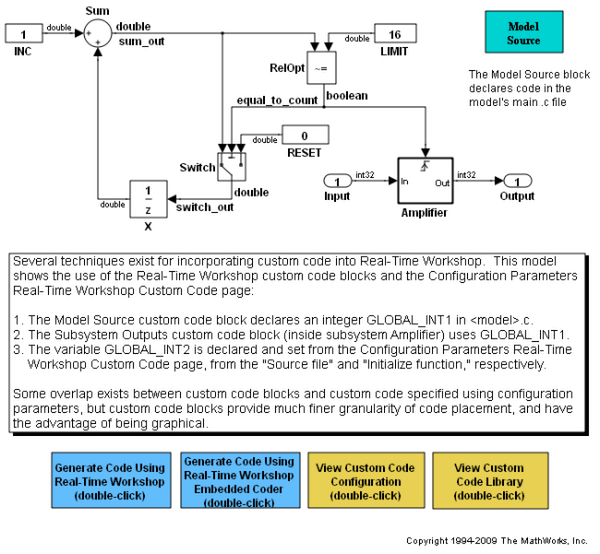 Sum
double
1
double
INC
+
+
sum_out
16
double
LIMIT
RelOpt
~=
boolean
equal_to_count
Model
Source
The Model Source block
declares code in the
model's main .c file
double
0
RESET
Switch
double
switch_out
1
z
double
X
1
int32
Input
In
Out
Amplifier
int32
1
Output
Several techniques exist for incorporating custom code into Real-Time Workshop. This model
shows the use of the Real-Time Workshop custom code blocks and the Configuration Parameters
Real-Time Workshop Custom Code page:
1. The Model Source custom code block declares an integer GLOBAL_INT1 in <model>.c.
2. The Subsystem Outputs custom code block (inside subsystem Amplifier) uses GLOBAL_INT1.
3. The variable GLOBAL_INT2 is declared and set from the Configuration Parameters Real-Time
Workshop Custom Code page, from the "Source file" and "Initialize function," respectively.
Some overlap exists between custom code blocks and custom code specified using configuration
parameters, but custom code blocks provide much finer granularity of code placement, and have
the advantage of being graphical.
Generate Code Using
Real-Time Workshop
(double-click)
Generate Code Using
Real-Time Workshop
Embedded Coder
(double-click)
View Custom Code
Configuration
(double-click)
View Custom
Code Library
(double-click)
Copyright 1994-2009 The MathWorks, Inc.